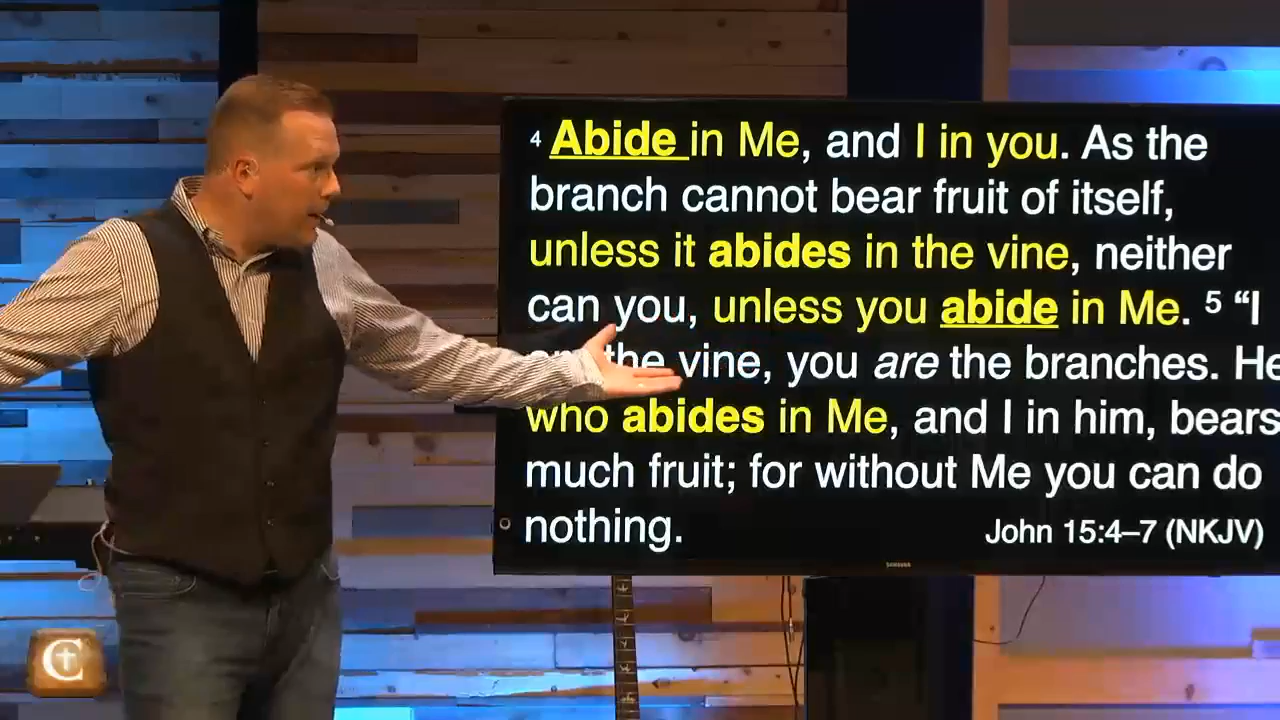 4 Abide in Me, and I in you. As the
branch cannot bear fruit of itself,
unless it abides in the vine, neither
can you, unless you abide in Me. 5 “I
the vine, you are the branches. He
who abides in Me, and I in him, bears
much fruit; for without Me you can do
nothing.
John 15:4–7 (NKJV)
SAMSUNG
C